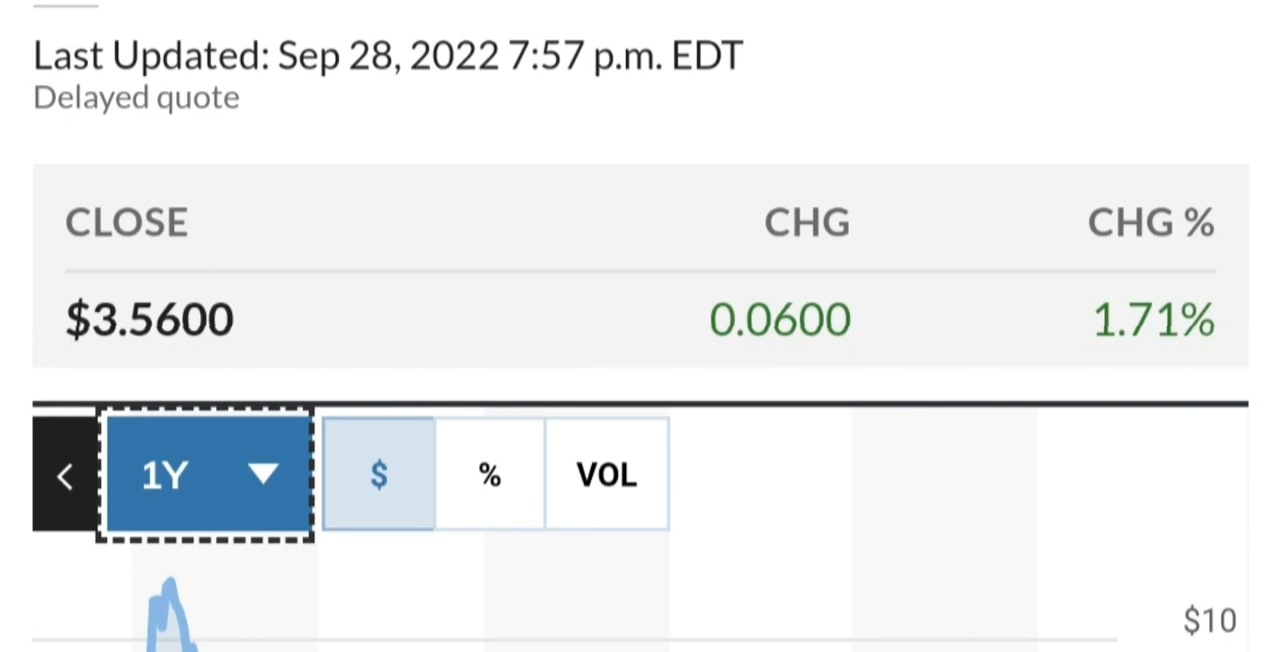 Last Updated: Sep 28, 2022 7:57 p.m. EDT
Delayed quote
CLOSE CHG CHG %
$3.5600 0.0600 1.71%
1Y $ % VOL
$10